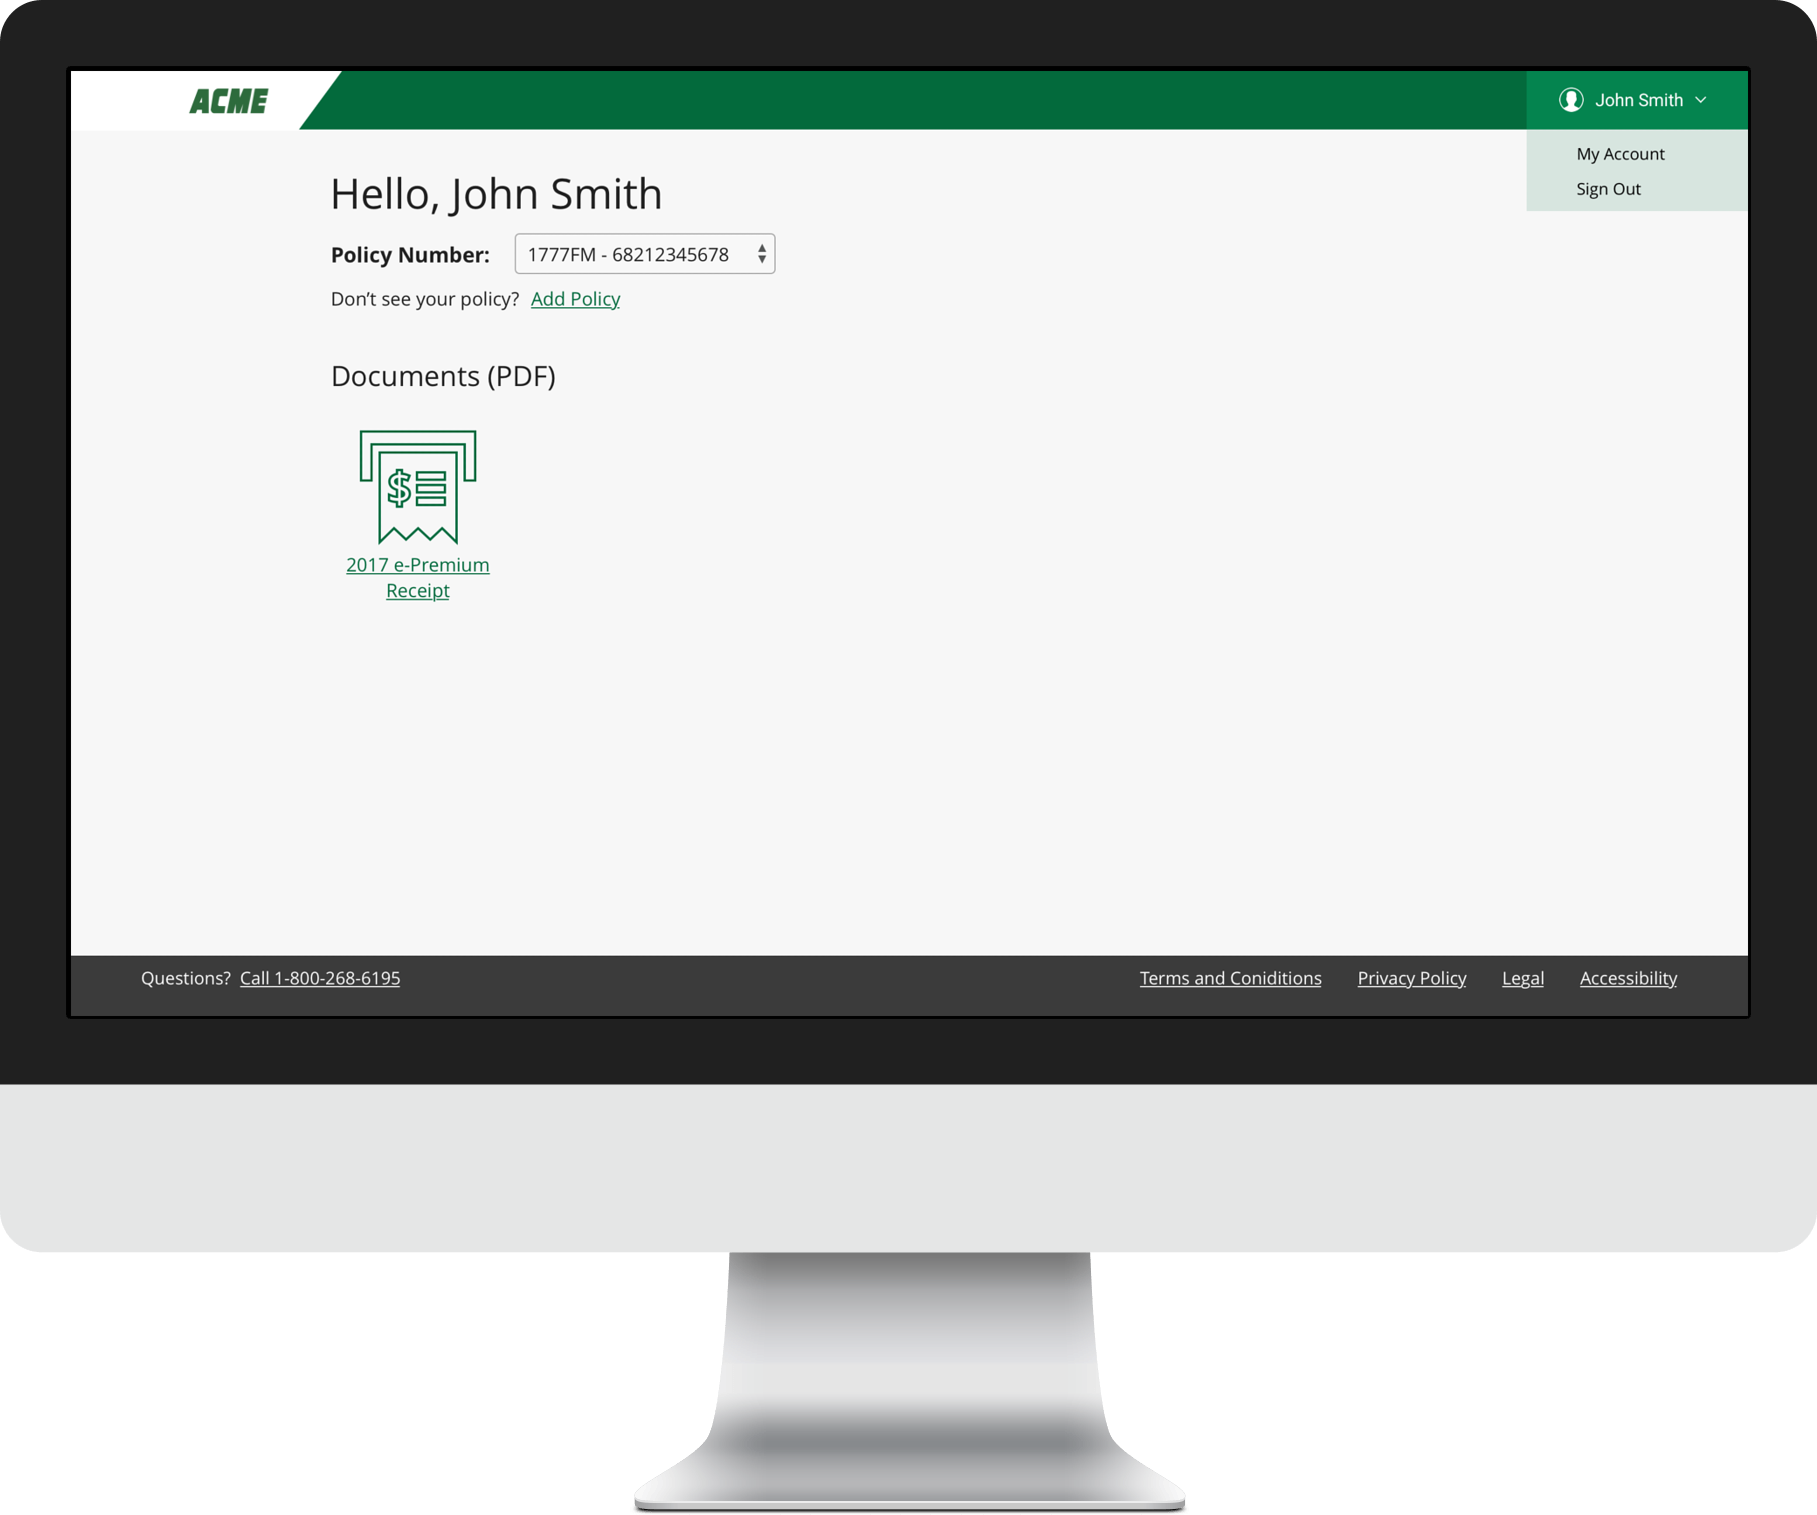 ACME
John Smith
My Account
Sign Out
Hello, John Smith
Policy Number: 1777FM - 68212345678
Don’t see your policy? Add Policy
Documents (PDF)
$
2017 e-Premium
Receipt
Questions? Call 1-800-268-6195
Terms and Coniditions Privacy Policy Legal Accessibility